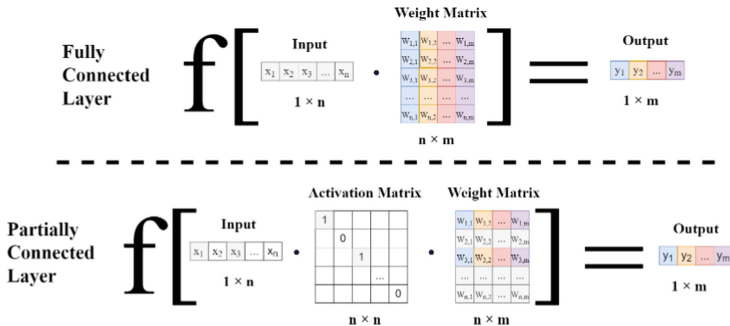 Fully
Connected
Layer
f
[
Input
x1 x2 x3 ... xn
1 × n
·
Weight Matrix
W1,1 W1,2 ... W1,m
W2,1 W2,2 ... W2,m
W3,1 W3,2 ... W3,m
... ... ... ...
Wn,1 Wn,2 ... Wn,m
n × m
]
=
Output
y1 y2 ... ym
1 × m
Partially
Connected
Layer
f
[
Input
x1 x2 x3 ... xn
1 × n
·
Activation Matrix
1
0
1
...
0
n × n
·
Weight Matrix
W1,1 W1,2 ... W1,m
W2,1 W2,2 ... W2,m
W3,1 W3,2 ... W3,m
... ... ... ...
Wn,1 Wn,2 ... Wn,m
n × m
]
=
Output
y1 y2 ... ym
1 × m